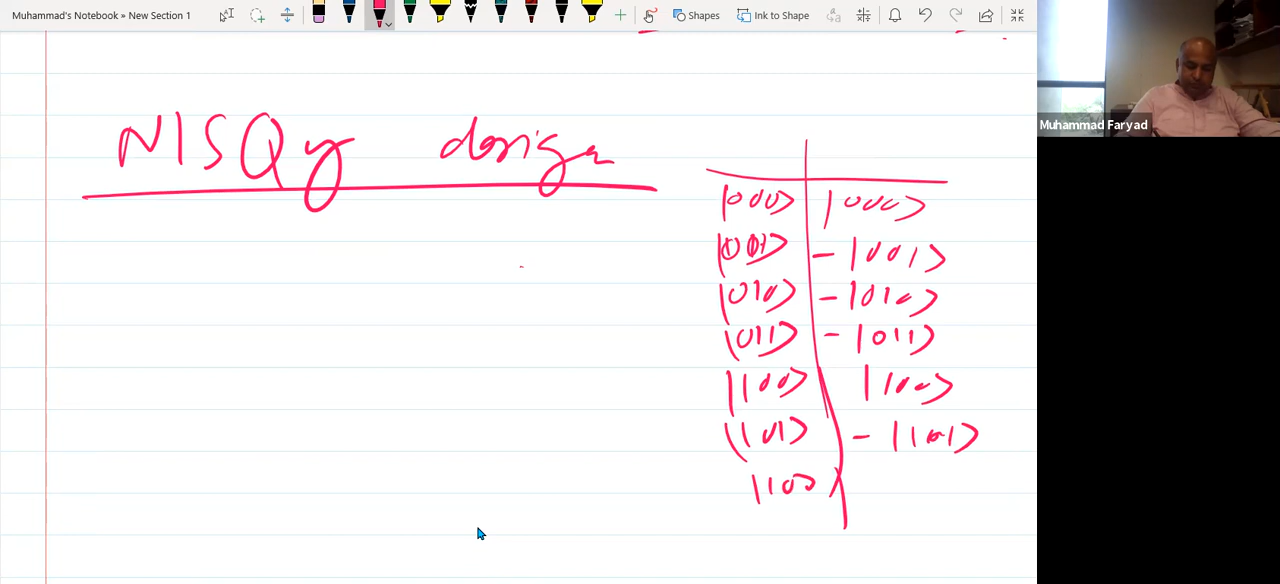 Muhammad's Notebook » New Section 1
Shapes
Ink to Shape
Muhammad Faryad
NISQy design
|000⟩ |000⟩
|001⟩ -|001⟩
|010⟩ -|010⟩
|011⟩ -|011⟩
|100⟩ |100⟩
|101⟩ -|101⟩
|110⟩